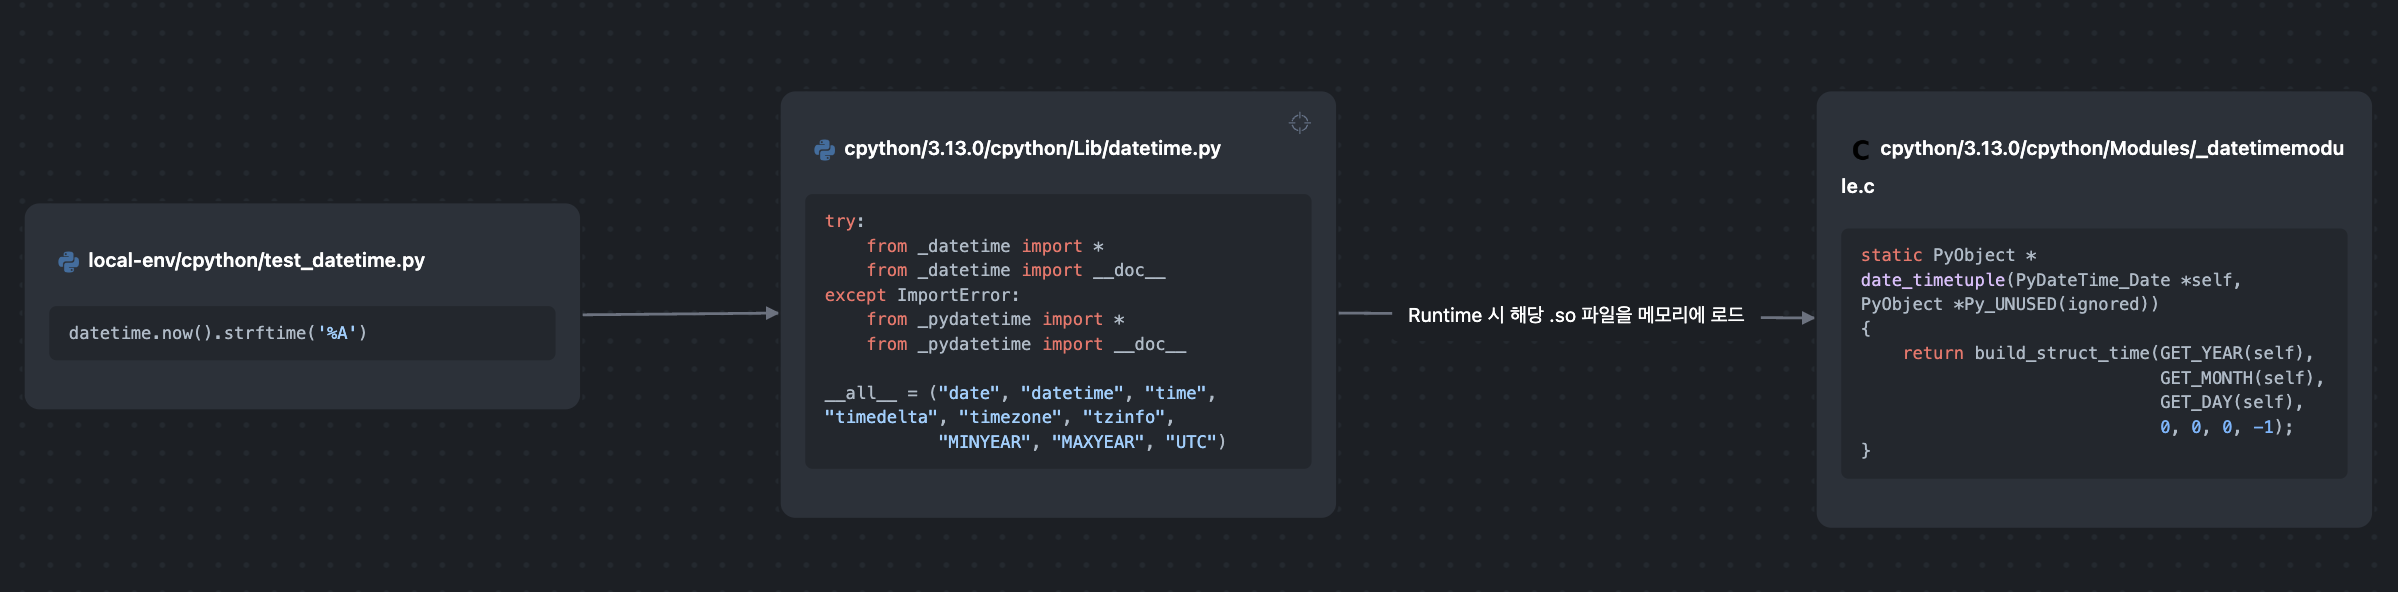 local-env/cpython/test_datetime.py
datetime.now().strftime('%A')
cpython/3.13.0/cpython/Lib/datetime.py
try:
    from _datetime import *
    from _datetime import __doc__
except ImportError:
    from _pydatetime import *
    from _pydatetime import __doc__

__all__ = ("date", "datetime", "time",
"timedelta", "timezone", "tzinfo",
           "MINYEAR", "MAXYEAR", "UTC")
Runtime 시 해당 .so 파일을 메모리에 로드
C cpython/3.13.0/cpython/Modules/_datetimemodu
le.c
static PyObject *
date_timetuple(PyDateTime_Date *self,
PyObject *Py_UNUSED(ignored))
{
    return build_struct_time(GET_YEAR(self),
                             GET_MONTH(self),
                             GET_DAY(self),
                             0, 0, 0, -1);
}